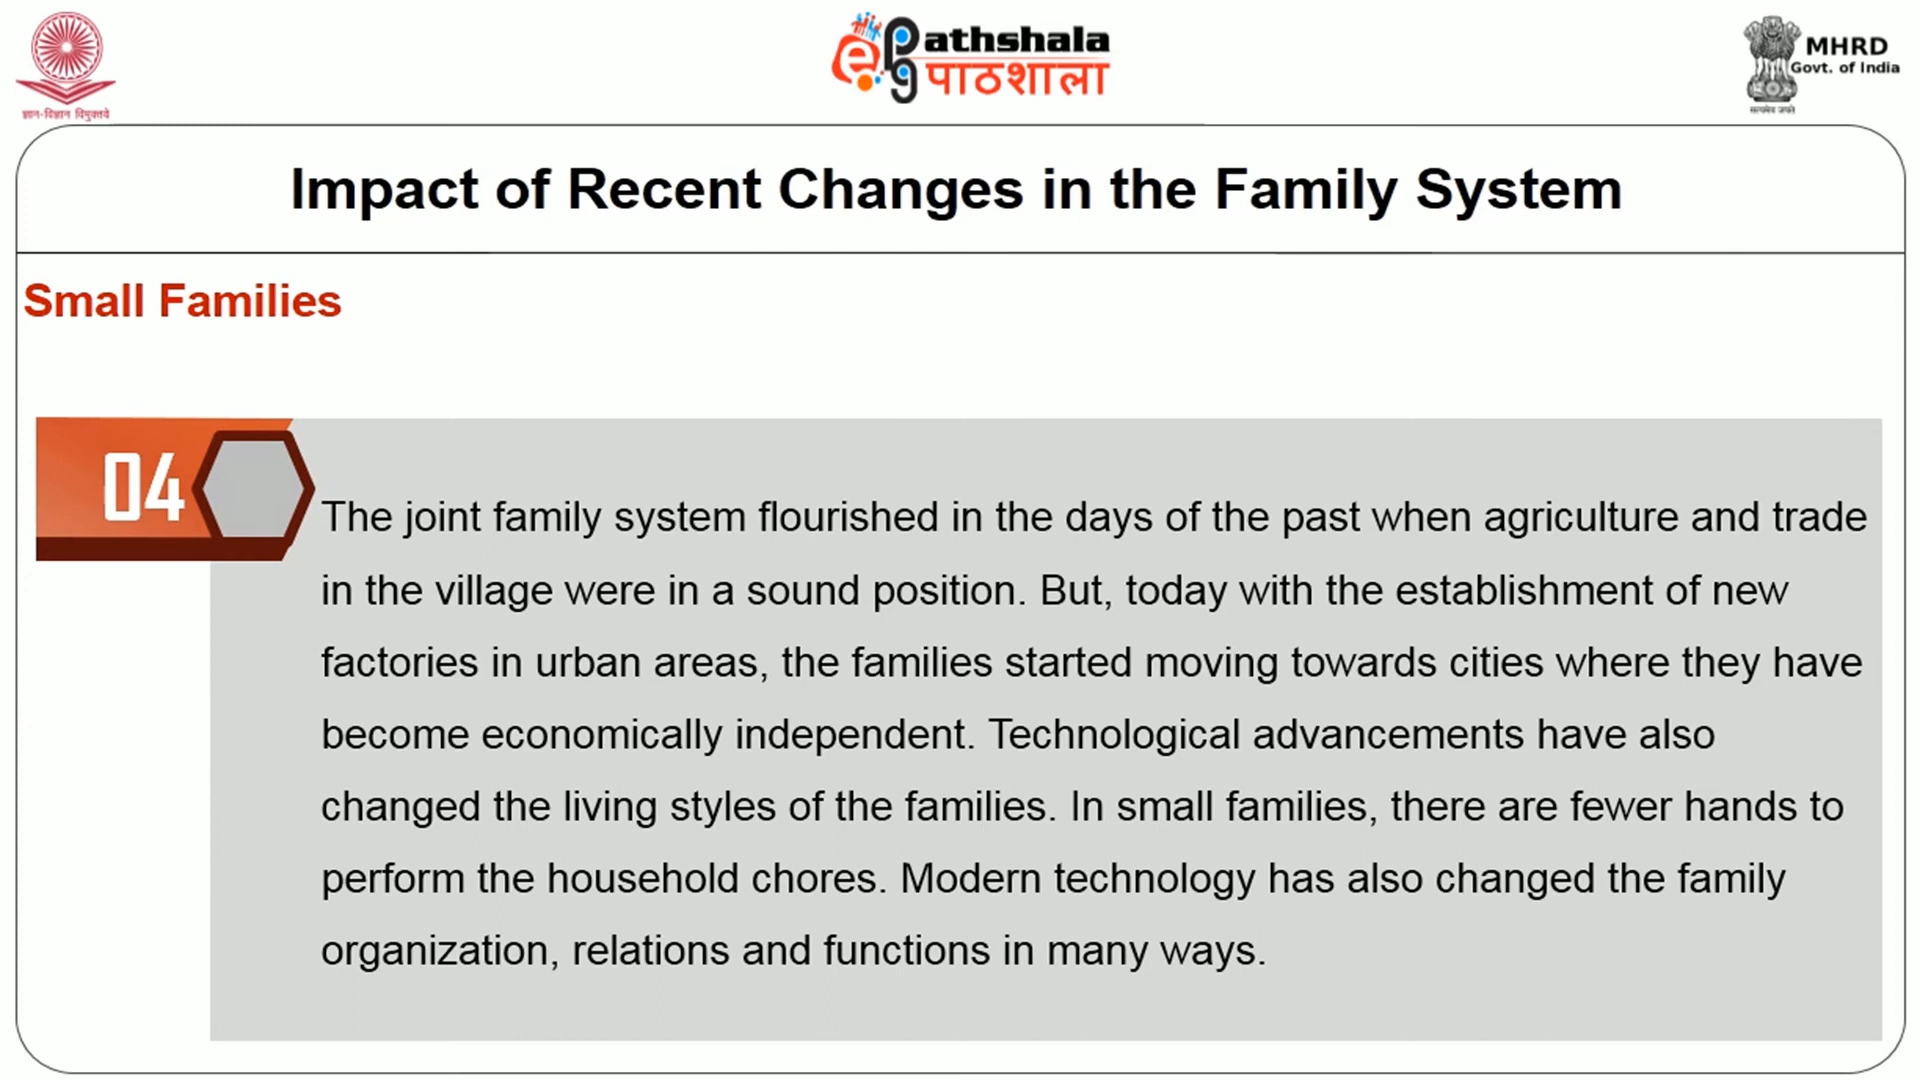 ज्ञान-विज्ञान विमुक्तये
e
pg
athshala
पाठशाला
MHRD
Govt. of India
सत्यमेव जयते
Impact of Recent Changes in the Family System
Small Families
04
The joint family system flourished in the days of the past when agriculture and trade
in the village were in a sound position. But, today with the establishment of new
factories in urban areas, the families started moving towards cities where they have
become economically independent. Technological advancements have also
changed the living styles of the families. In small families, there are fewer hands to
perform the household chores. Modern technology has also changed the family
organization, relations and functions in many ways.